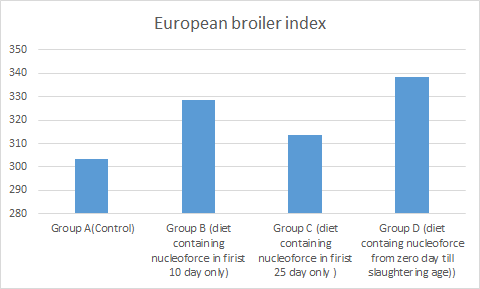 European broiler index
350
340
330
320
310
300
290
280
Group A(Control)
Group B (diet
containing
nucleoforce in firist
10 day only)
Group C (diet
containing
nucleoforce in firist
25 day only )
Group D (diet
containg nucleoforce
from zero day till
slaughtering age))